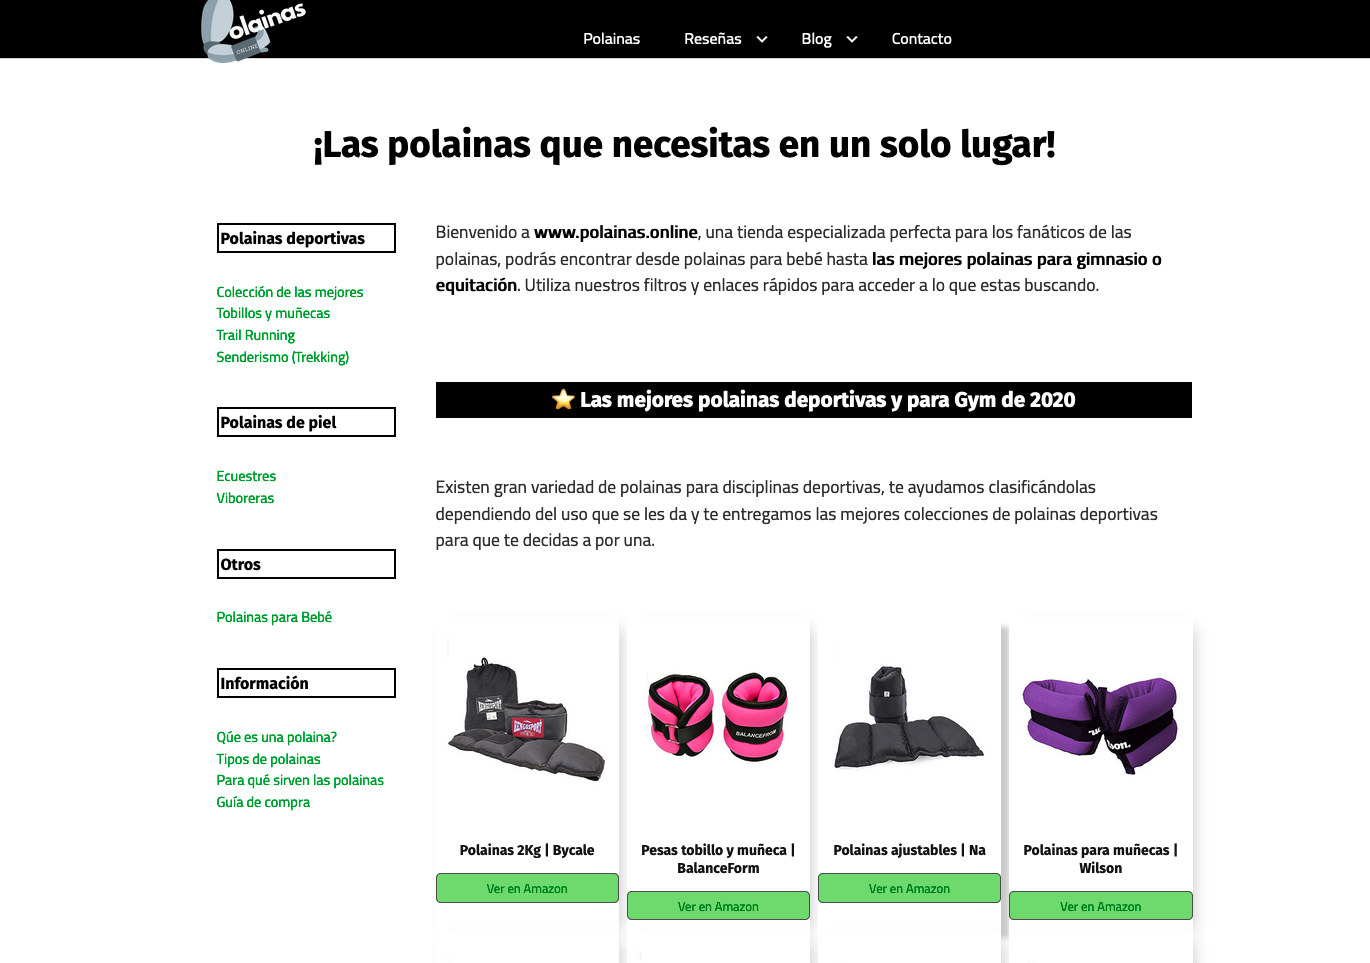 olainas
ONLINE
Polainas
Reseñas
Blog
Contacto
¡Las polainas que necesitas en un solo lugar!
Polainas deportivas
Colección de las mejores
Tobillos y muñecas
Trail Running
Senderismo (Trekking)
Polainas de piel
Ecuestres
Viboreras
Otros
Polainas para Bebé
Información
Qúe es una polaina?
Tipos de polainas
Para qué sirven las polainas
Guía de compra
Bienvenido a www.polainas.online, una tienda especializada perfecta para los fanáticos de las
polainas, podrás encontrar desde polainas para bebé hasta las mejores polainas para gimnasio o
equitación. Utiliza nuestros filtros y enlaces rápidos para acceder a lo que estas buscando.
⭐ Las mejores polainas deportivas y para Gym de 2020
Existen gran variedad de polainas para disciplinas deportivas, te ayudamos clasificándolas
dependiendo del uso que se les da y te entregamos las mejores colecciones de polainas deportivas
para que te decidas a por una.
XENGOSPORT
XENGOSPORT
BALANCEFROM
son.
Polainas 2Kg | Bycale
Ver en Amazon
Pesas tobillo y muñeca |
BalanceForm
Ver en Amazon
Polainas ajustables | Na
Ver en Amazon
Polainas para muñecas |
Wilson
Ver en Amazon